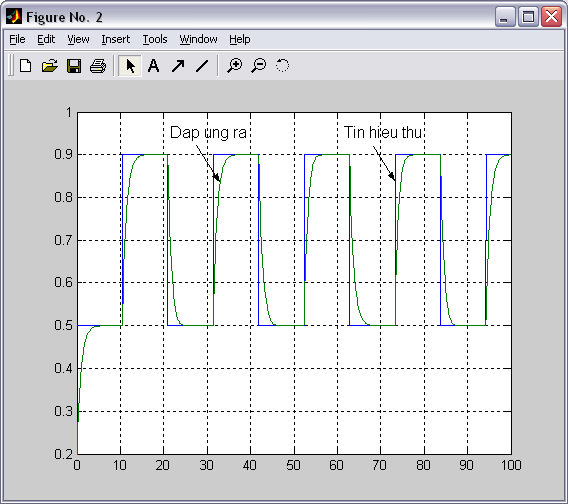 Figure No. 2
File Edit View Insert Tools Window Help
Dap ung ra
Tin hieu thu
1
0.9
0.8
0.7
0.6
0.5
0.4
0.3
0.2
0 10 20 30 40 50 60 70 80 90 100